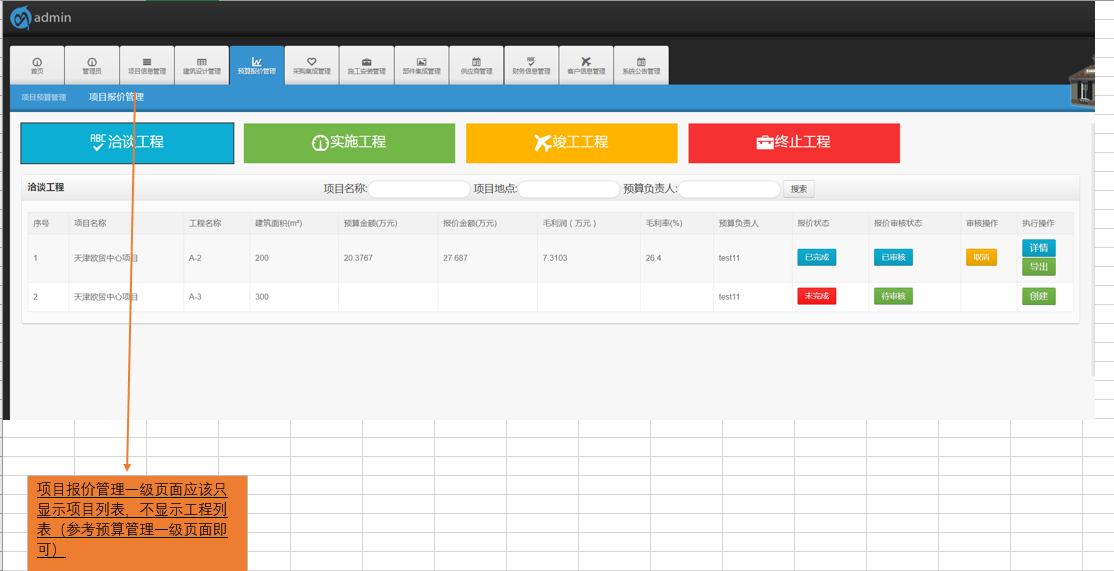 admin
首页 管理员 项目信息管理 建筑设计管理 预算报价管理 采购集成管理 施工安装管理 部件集成管理 供应商管理 财务信息管理 客户信息管理 系统公告管理
项目预算管理 项目报价管理
ABC 洽谈工程 实施工程 竣工工程 终止工程
洽谈工程 项目名称: 项目地点: 预算负责人: 搜索
序号 项目名称 工程名称 建筑面积(m²) 预算金额(万元) 报价金额(万元) 毛利润(万元) 毛利率(%) 预算负责人 报价状态 报价审核状态 审核操作 执行操作
1 天津欧贸中心项目 A-2 200 20.3767 27.687 7.3103 26.4 test11 已完成 已审核 取消 详情
导出
2 天津欧贸中心项目 A-3 300 test11 未完成 待审核 创建
项目报价管理一级页面应该只
显示项目列表，不显示工程列
表（参考预算管理一级页面即
可）